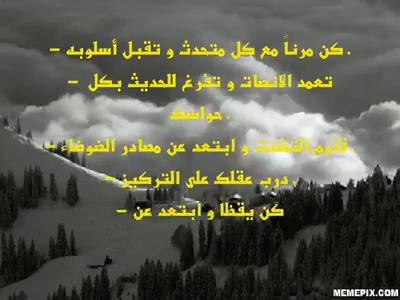 - كن مرناً مع كل متحدث و تقبل أسلوبه .
- تعمد الانصات و تفرغ للحديث بكل
حواسك .
- قاوم التشتت و ابتعد عن مصادر الضوضاء .
- درب عقلك على التركيز
- كن يقظا و ابتعد عن
MEMEPIX.COM